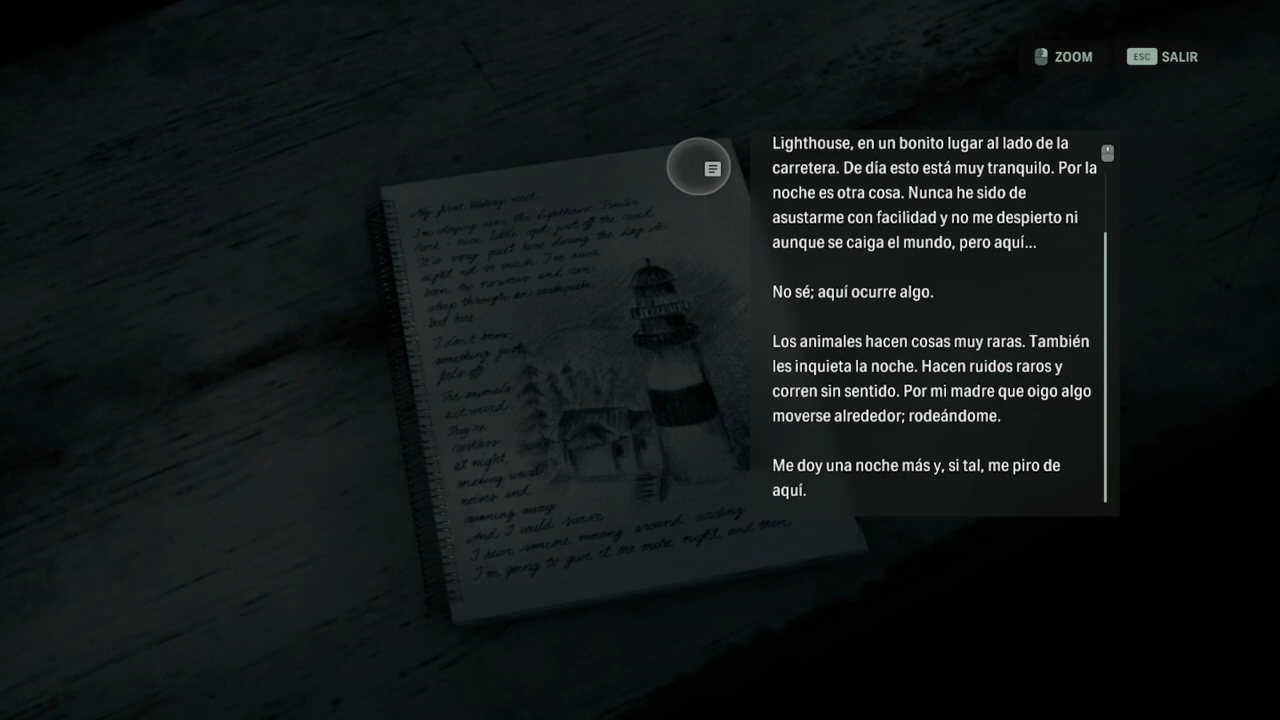 ZOOM
ESC SALIR
Lighthouse, en un bonito lugar al lado de la
carretera. De día esto está muy tranquilo. Por la
noche es otra cosa. Nunca he sido de
asustarme con facilidad y no me despierto ni
aunque se caiga el mundo, pero aquí...
No sé; aquí ocurre algo.
Los animales hacen cosas muy raras. También
les inquieta la noche. Hacen ruidos raros y
corren sin sentido. Por mi madre que oigo algo
moverse alrededor; rodeándome.
Me doy una noche más y, si tal, me piro de
aquí.
My first Watery visit.
I'm staying near the Lighthouse Trailer
Park - nice little spot just off the road.
It is very quiet here during the day.
night, not so much. I'm never
been too nervous and can
sleep through an earthquake,
but here...
I don't know,
something just
feels off.
The animals
act weird.
They're
restless
at night,
making weird
noises and
running away.
And I could swear
I hear someone moving around circling
I'm going to give it one more night, and then